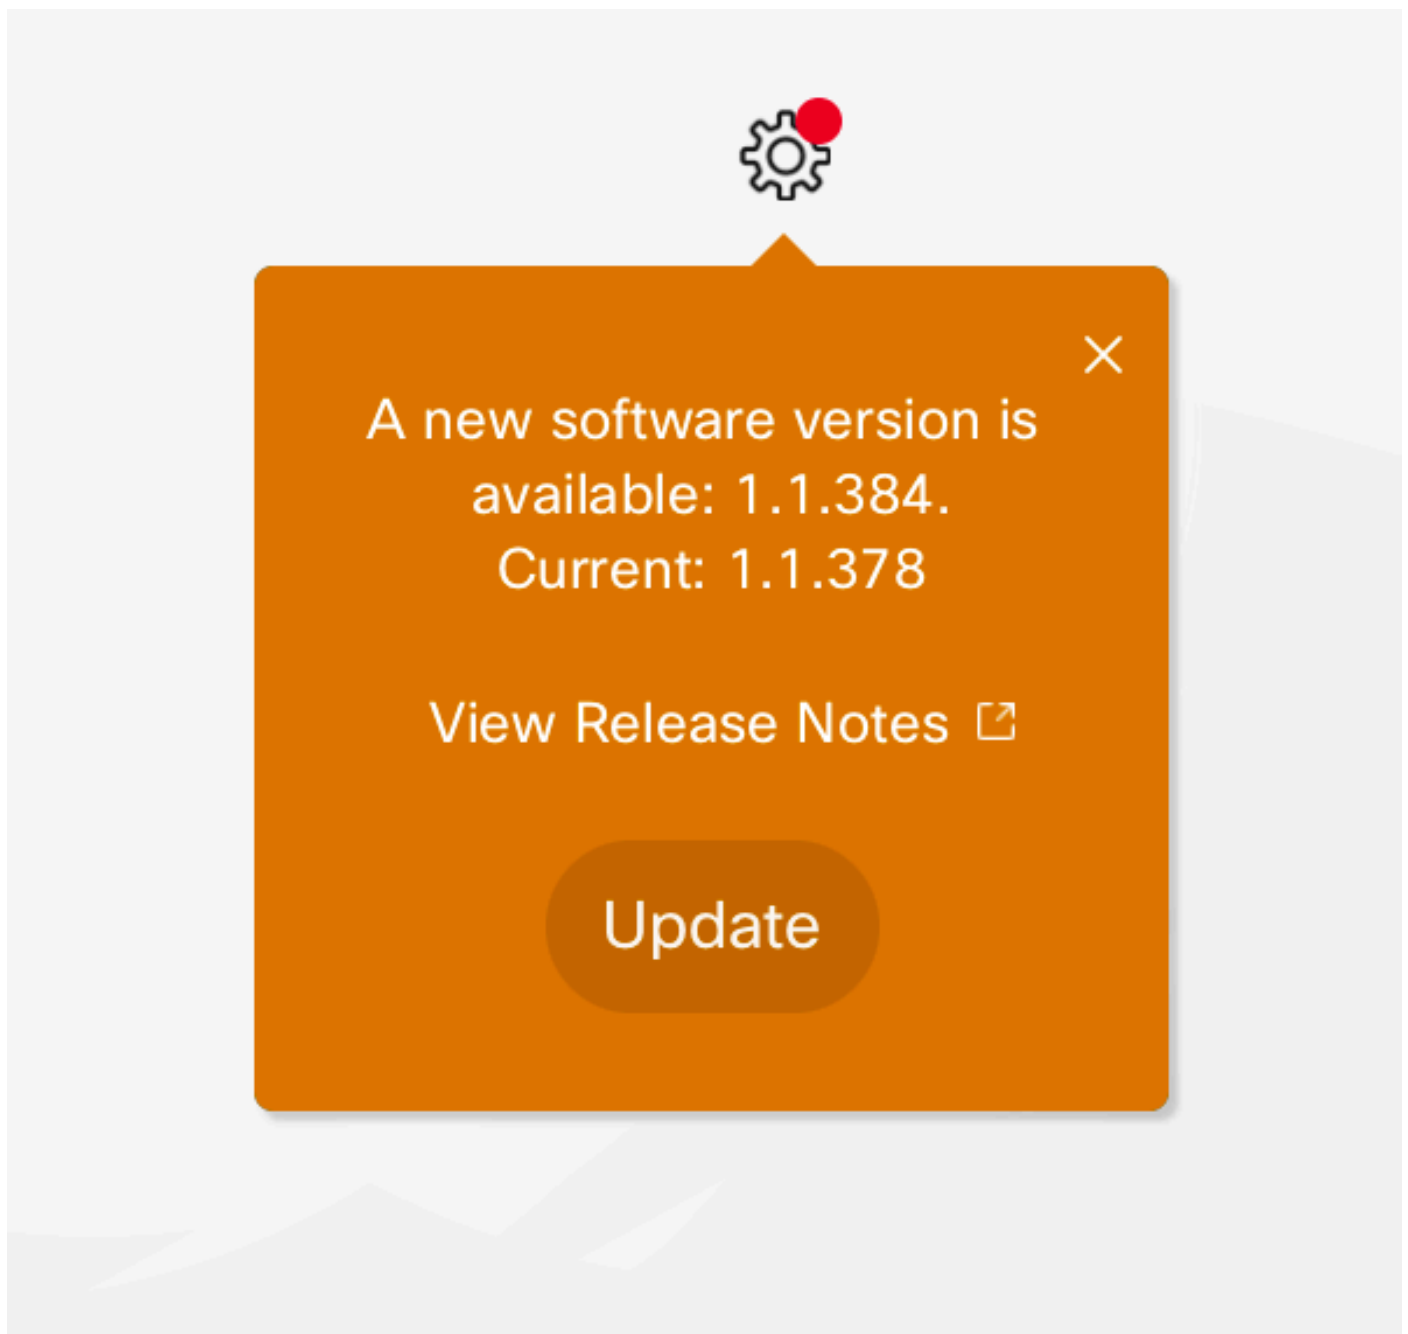 A new software version is
available: 1.1.384.
Current: 1.1.378
View Release Notes
Update